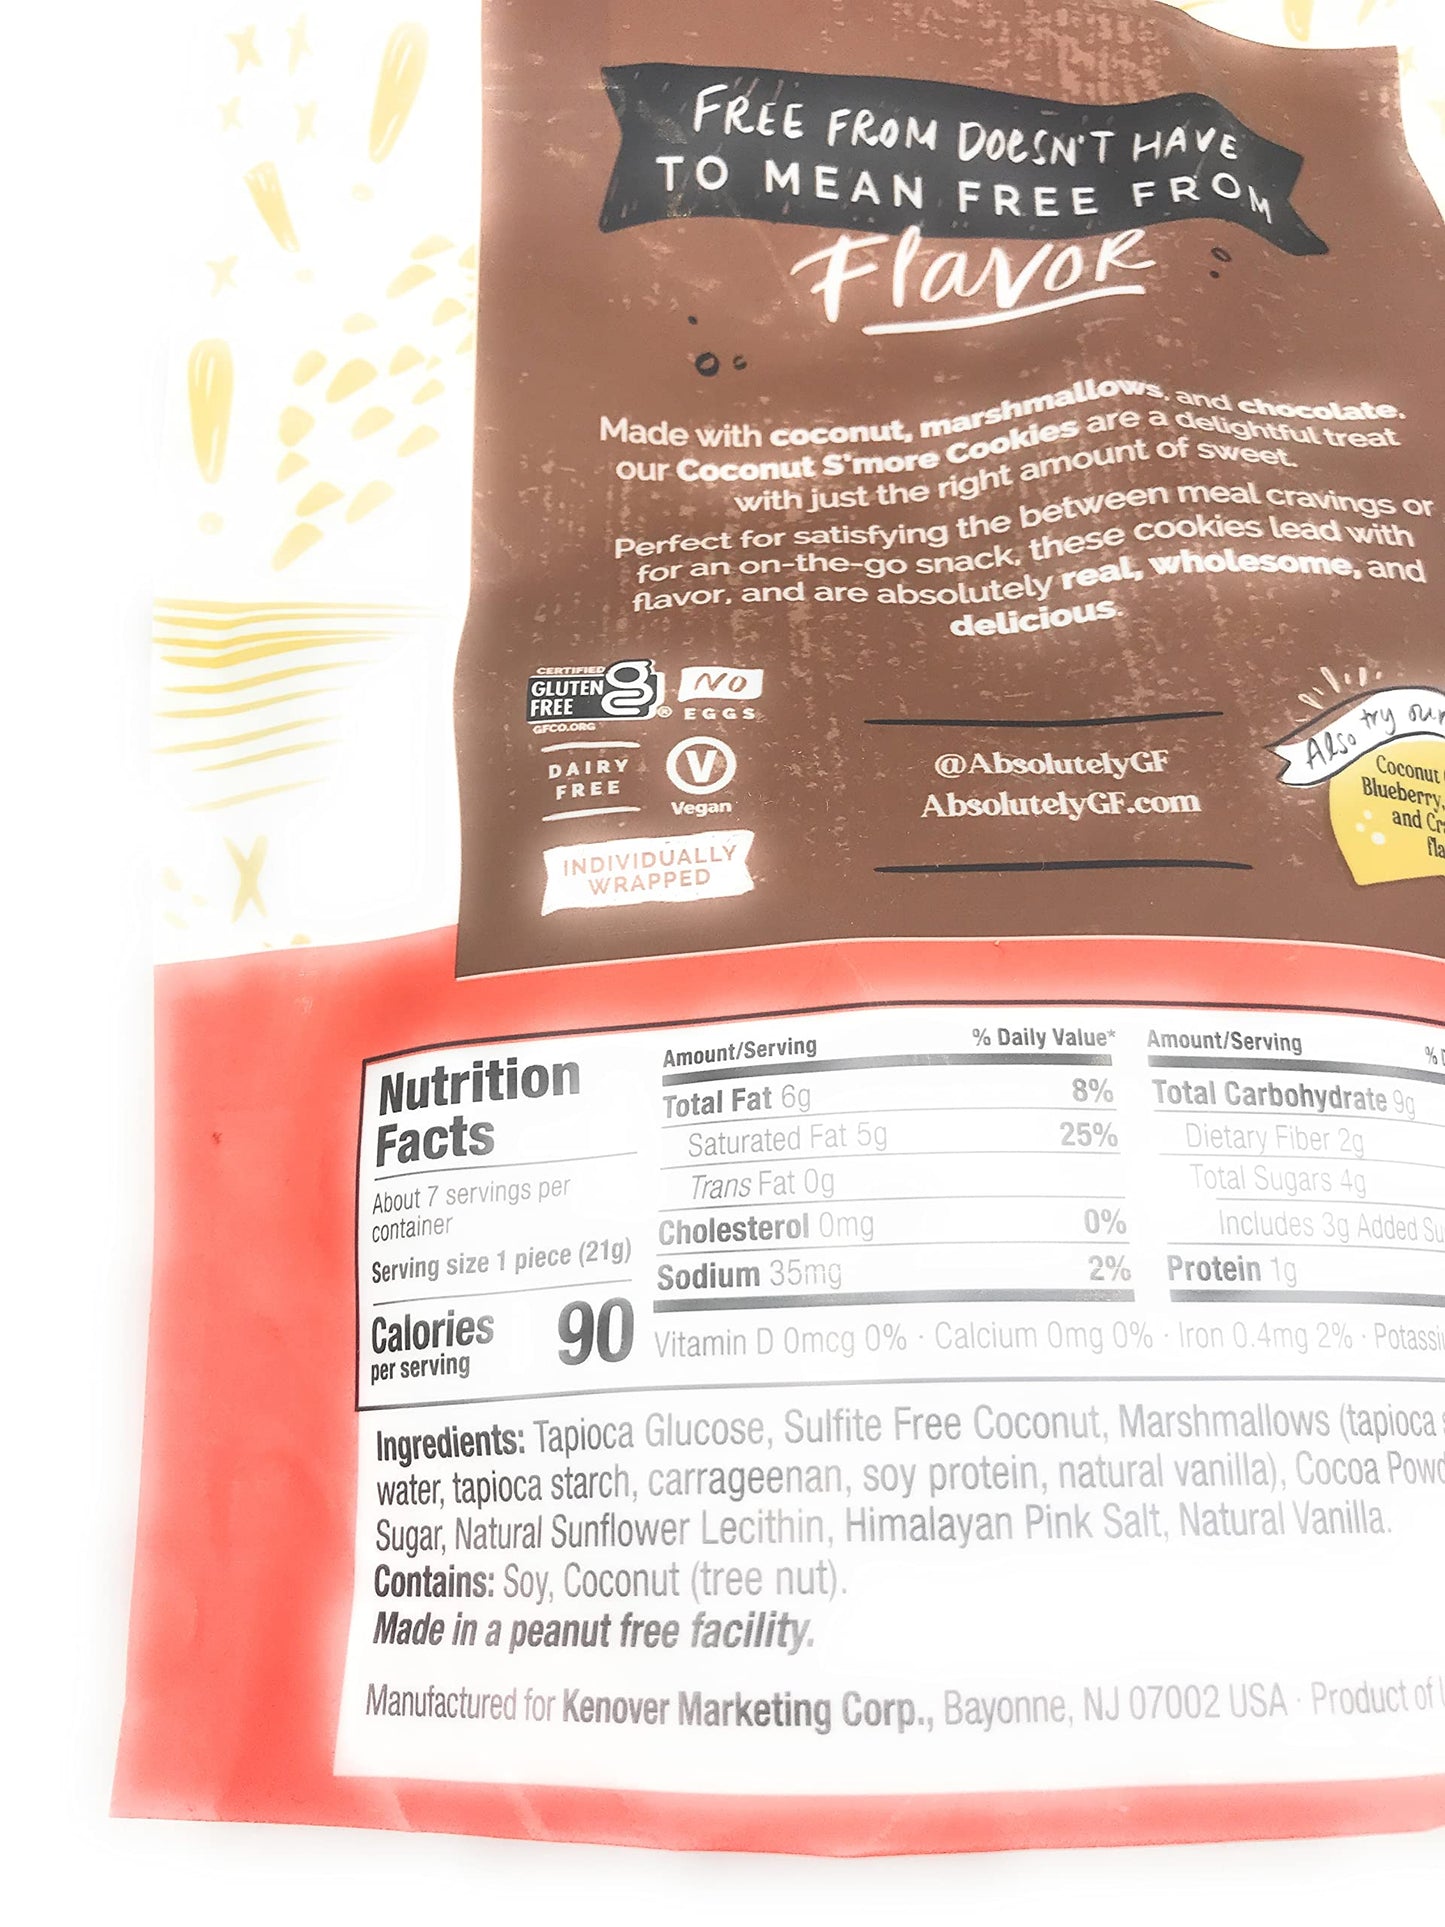 FREE FROM DOESN'T HAVE
TO MEAN FREE FROM
Flavor
Made with coconut, marshmallows, and chocolate,
our Coconut S'more Cookies are a delightful treat
with just the right amount of sweet.
Perfect for satisfying the between meal cravings or
for an on-the-go snack, these cookies lead with
flavor, and are absolutely real, wholesome, and
delicious.
CERTIFIED
GLUTEN
FREE
GFCO.ORG
®
NO
EGGS
DAIRY
FREE
V
Vegan
INDIVIDUALLY
WRAPPED
@AbsolutelyGF
AbsolutelyGF.com
Also try our
Coconut
Blueberry,
and
Nutrition
Facts
About 7 servings per
container
Serving size 1 piece (21g)
Calories 90
per serving
Amount/Serving % Daily Value*
Total Fat 6g 8%
Saturated Fat 5g 25%
Trans Fat 0g
Cholesterol 0mg 0%
Sodium 35mg 2%
Amount/Serving %
Total Carbohydrate 9g
Dietary Fiber 2g
Total Sugars 4g
Includes 3g Added
Protein 1g
Vitamin D 0mcg 0% · Calcium 0mg 0% · Iron 0.4mg 2% ·
Ingredients: Tapioca Glucose, Sulfite Free Coconut, Marshmallows (tapioca
water, tapioca starch, carrageenan, soy protein, natural vanilla), Cocoa
Sugar, Natural Sunflower Lecithin, Himalayan Pink Salt, Natural Vanilla.
Contains: Soy, Coconut (tree nut).
Made in a peanut free facility.
Manufactured for Kenover Marketing Corp., Bayonne, NJ 07002 USA · Product of